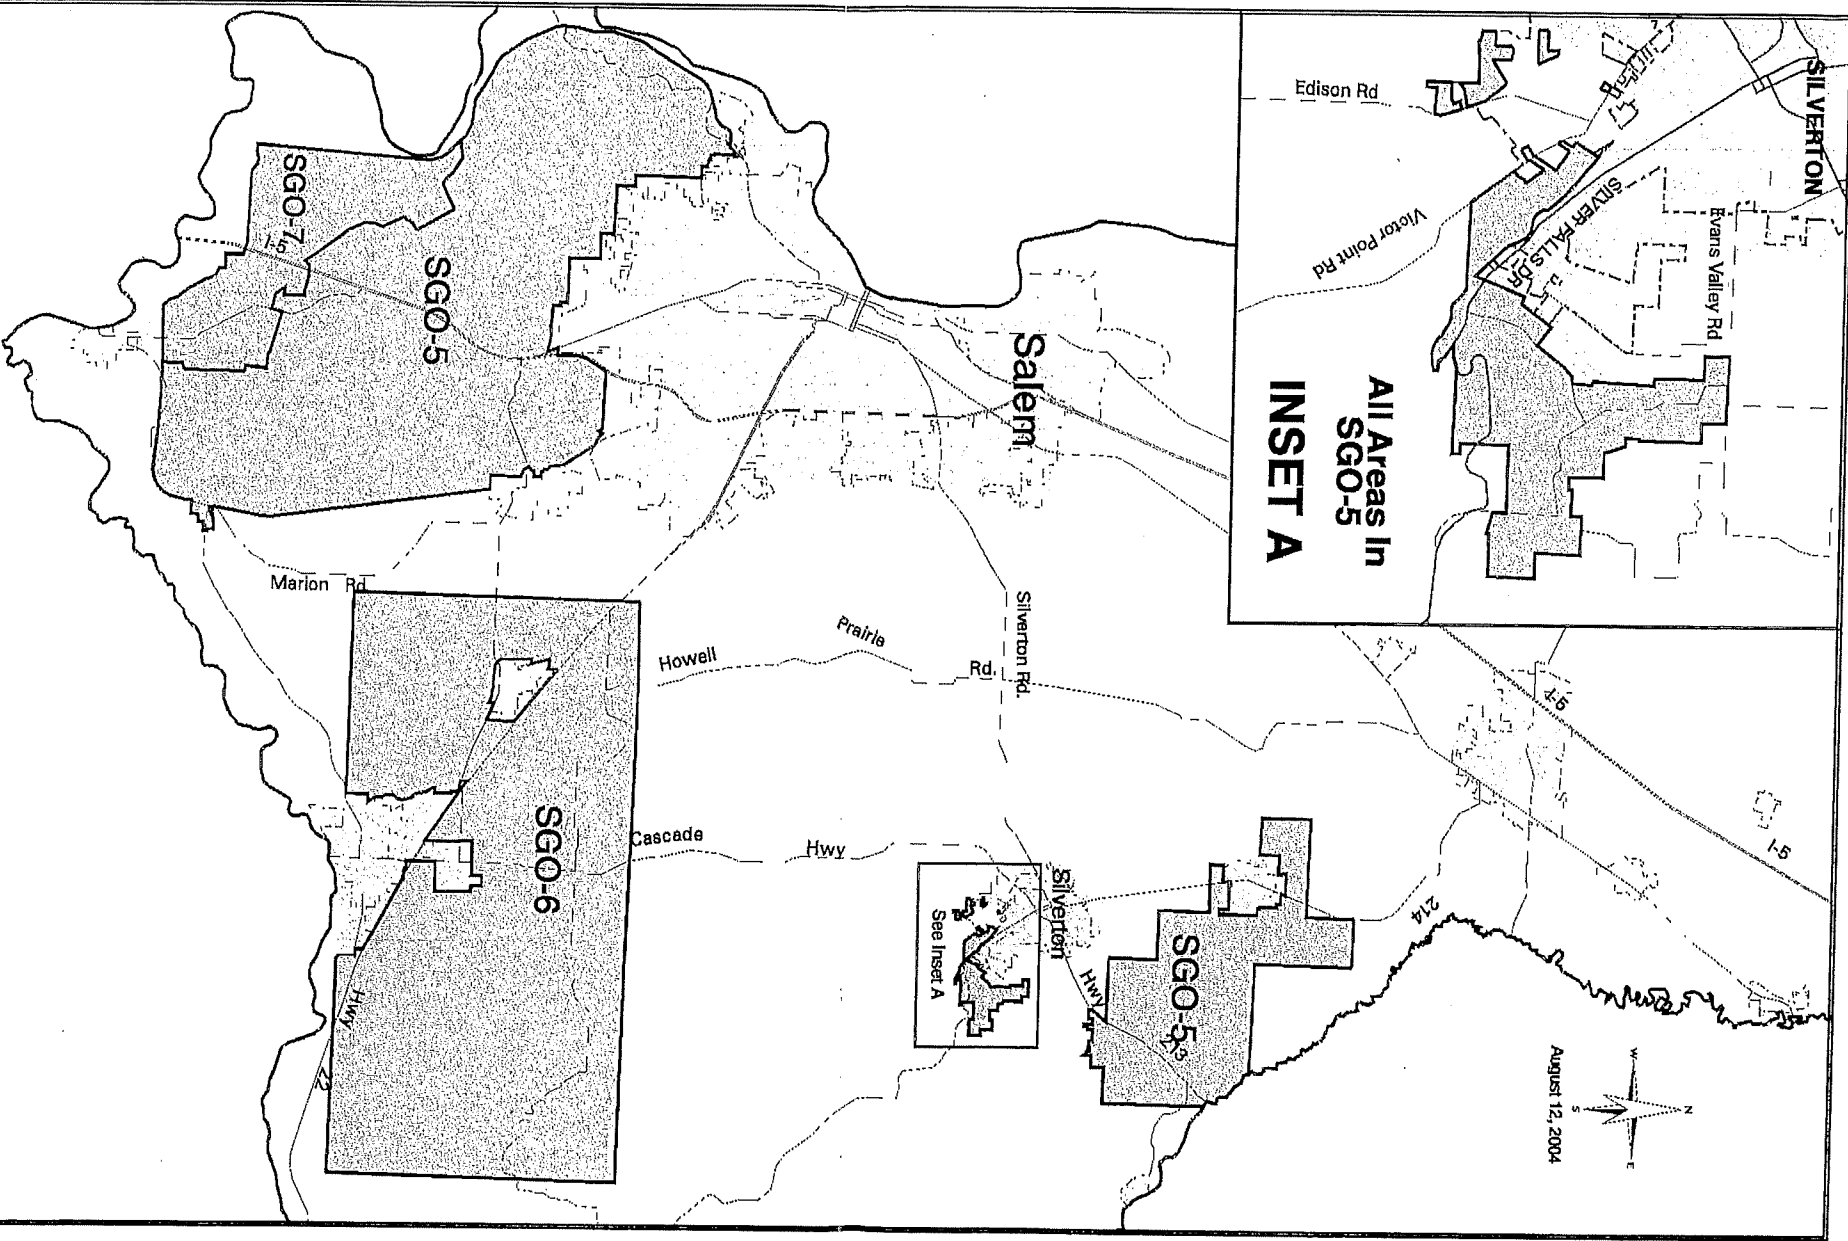 SILVERTON
Edison Rd
Victor Point Rd
SILVER FALLS DR
Evans Valley Rd
All Areas In
SGO-5
INSET A
SGO-7
I-5
SGO-5
Salem
Marion Rd.
Silverton Rd.
Howell
Prairie
Rd.
I-5
I-5
SGO-6
Cascade
Hwy
Silverton
See Inset A
Hwy
SGO-5
213
214
Hwy
22
N
W
E
S
August 12, 2004